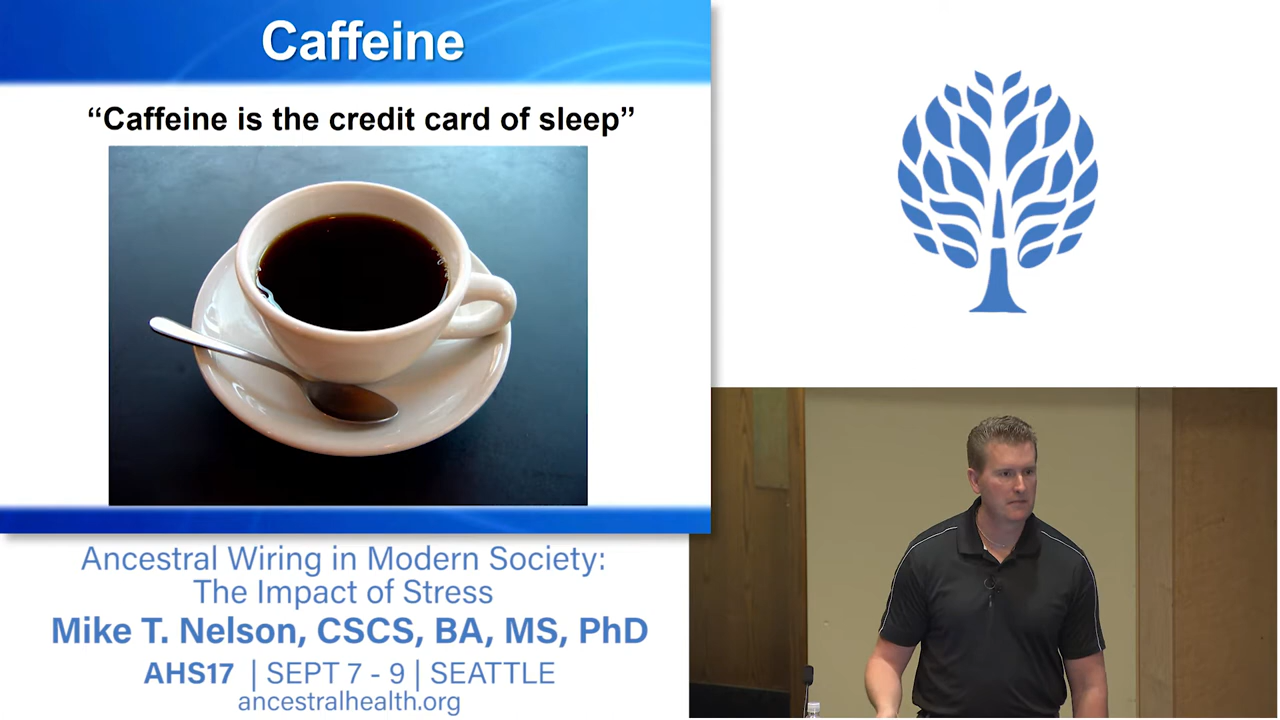 Caffeine
“Caffeine is the credit card of sleep”
Ancestral Wiring in Modern Society:
The Impact of Stress
Mike T. Nelson, CSCS, BA, MS, PhD
AHS17 | SEPT 7 - 9 | SEATTLE
ancestralhealth.org